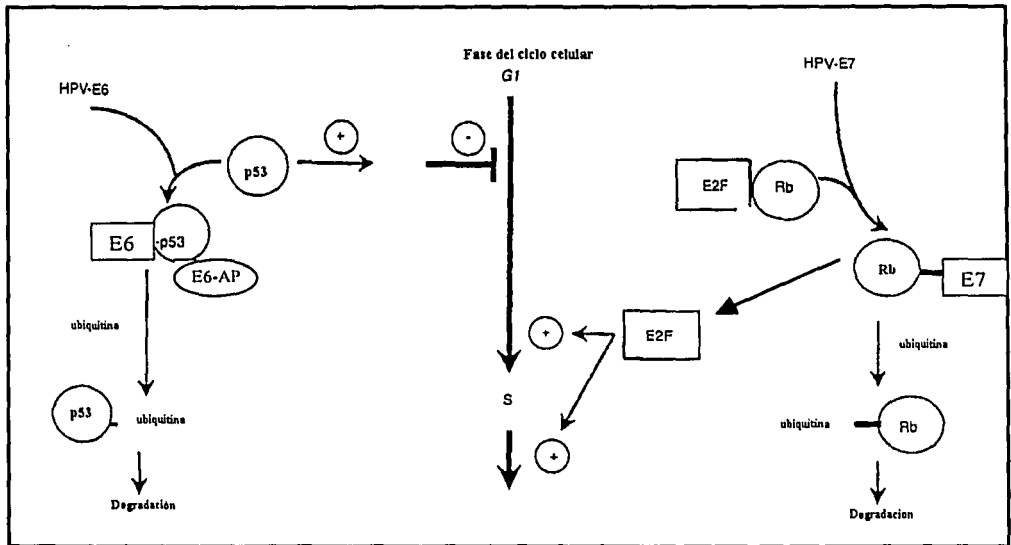 Fase del ciclo celular
G1
HPV-E6
HPV-E7
+
-
p53
E2F
Rb
E6
-p53
E6-AP
Rb
E7
ubiquitina
+
E2F
ubiquitina
S
p53
ubiquitina
ubiquitina
Rb
+
Degradación
Degradacion